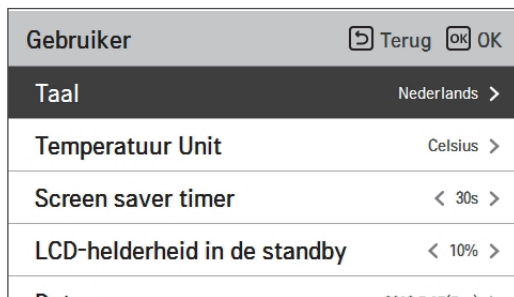 Gebruiker Terug OK OK
Taal Nederlands >
Temperatuur Unit Celsius >
Screen saver timer < 30s >
LCD-helderheid in de standby < 10% >